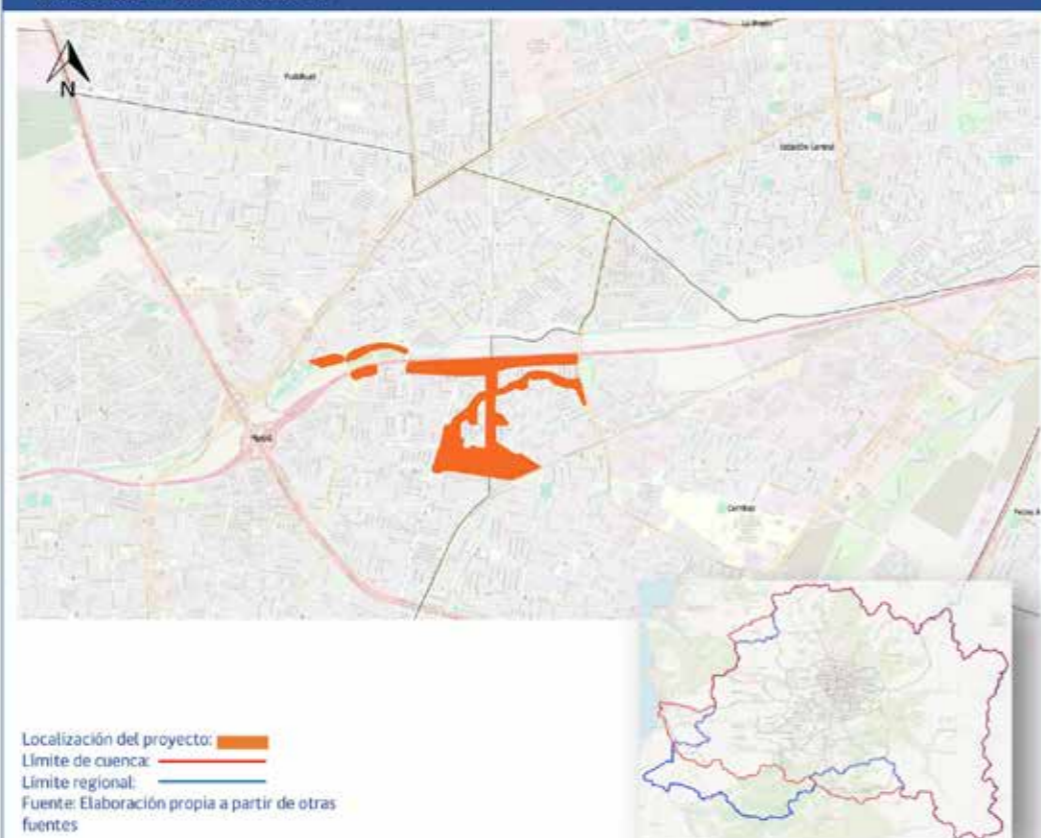 N
Pudahuel
Estación Central
Maipú
Cerrillos
Localización del proyecto:
Límite de cuenca:
Límite regional:
Fuente: Elaboración propia a partir de otras
fuentes